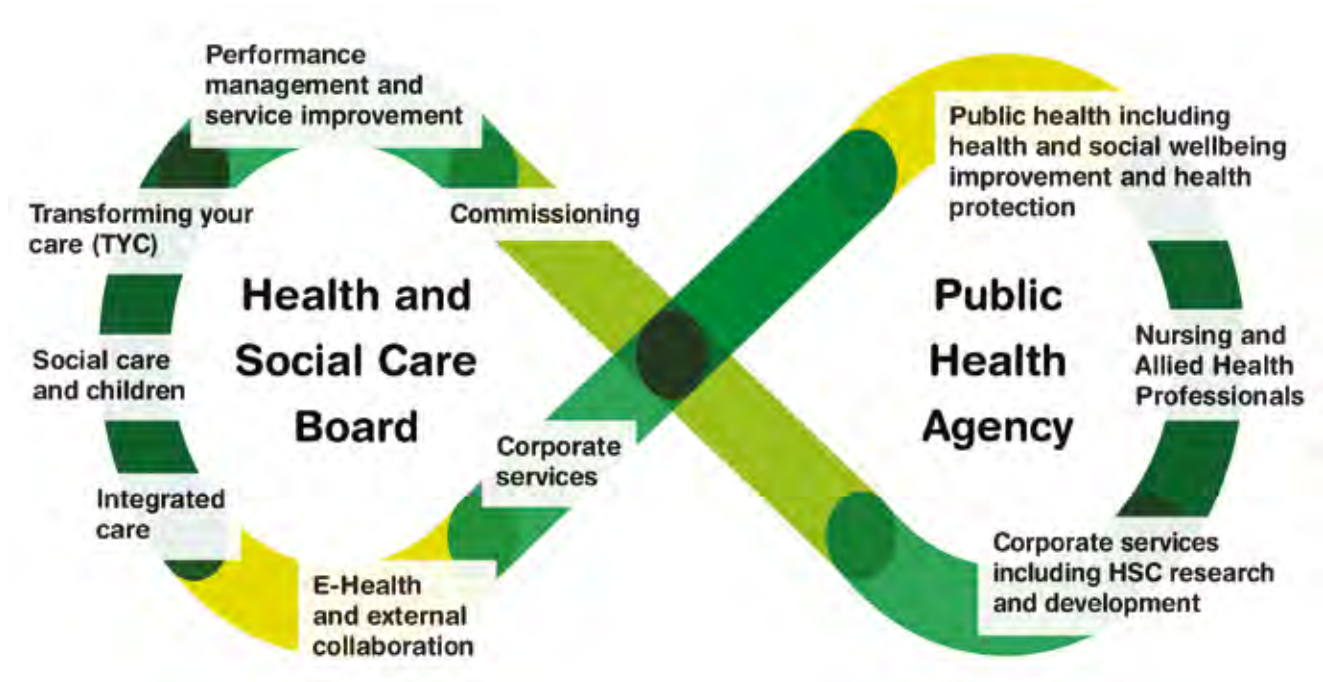 Performance
management and
service improvement
Transforming your
care (TYC)
Commissioning
Health and
Social Care
Board
Social care
and children
Integrated
care
Corporate
services
E-Health
and external
collaboration
Public health including
health and social wellbeing
improvement and health
protection
Public
Health
Agency
Nursing and
Allied Health
Professionals
Corporate services
including HSC research
and development